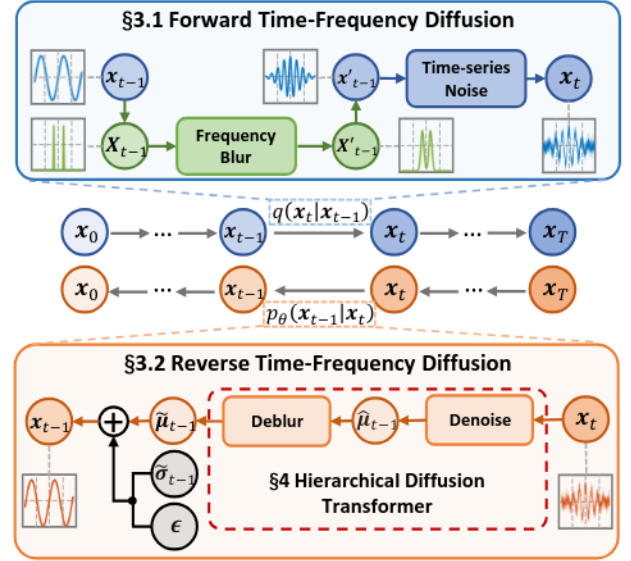 §3.1 Forward Time-Frequency Diffusion
x_{t−1}
x′_{t−1}
Time-series
Noise
x_t
X_{t−1}
Frequency
Blur
X′_{t−1}
q(x_t|x_{t−1})
x_0 ... x_{t−1} x_t ... x_T
x_0 ... x_{t−1} x_t ... x_T
p_θ(x_{t−1}|x_t)
§3.2 Reverse Time-Frequency Diffusion
x_{t−1} + μ̃_{t−1} Deblur μ̂_{t−1} Denoise x_t
σ̃_{t−1}
§4 Hierarchical Diffusion
Transformer
ϵ